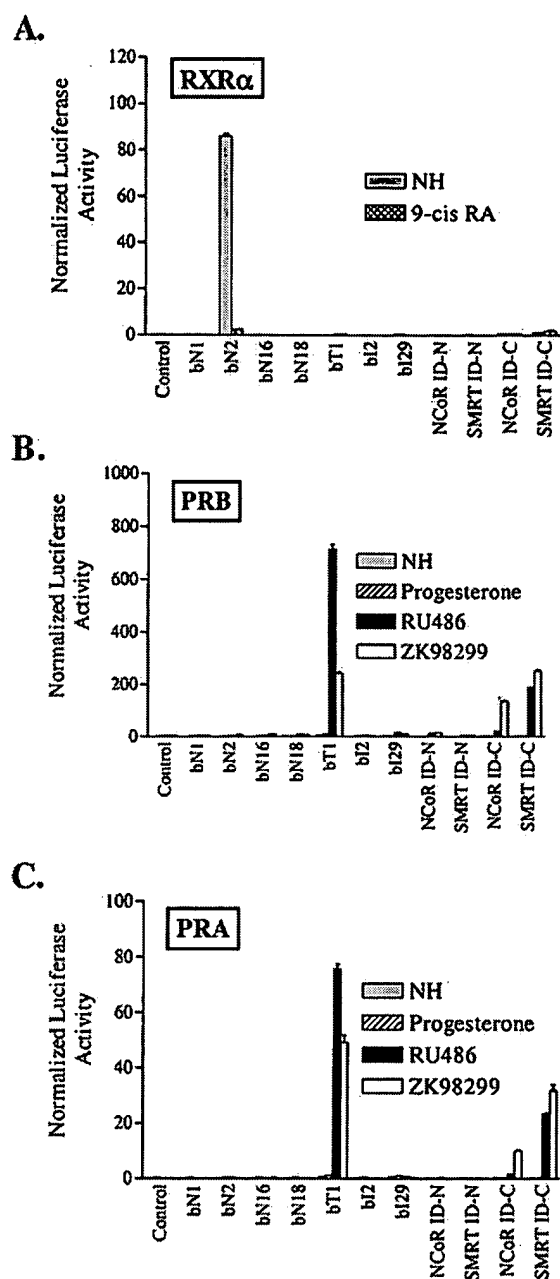 A.
RXRα
120
100
80
60
40
20
0
Normalized Luciferase
Activity
NH
9-cis RA
Control
bN1
bN2
bN16
bN18
bT1
bI2
bI29
NCoR ID-N
SMRT ID-N
NCoR ID-C
SMRT ID-C
B.
PRB
1000
800
600
400
200
0
Normalized Luciferase
Activity
NH
Progesterone
RU486
ZK98299
Control
bN1
bN2
bN16
bN18
bT1
bI2
bI29
NCoR ID-N
SMRT ID-N
NCoR ID-C
SMRT ID-C
C.
PRA
100
80
60
40
20
0
Normalized Luciferase
Activity
NH
Progesterone
RU486
ZK98299
Control
bN1
bN2
bN16
bN18
bT1
bI2
bI29
NCoR ID-N
SMRT ID-N
NCoR ID-C
SMRT ID-C